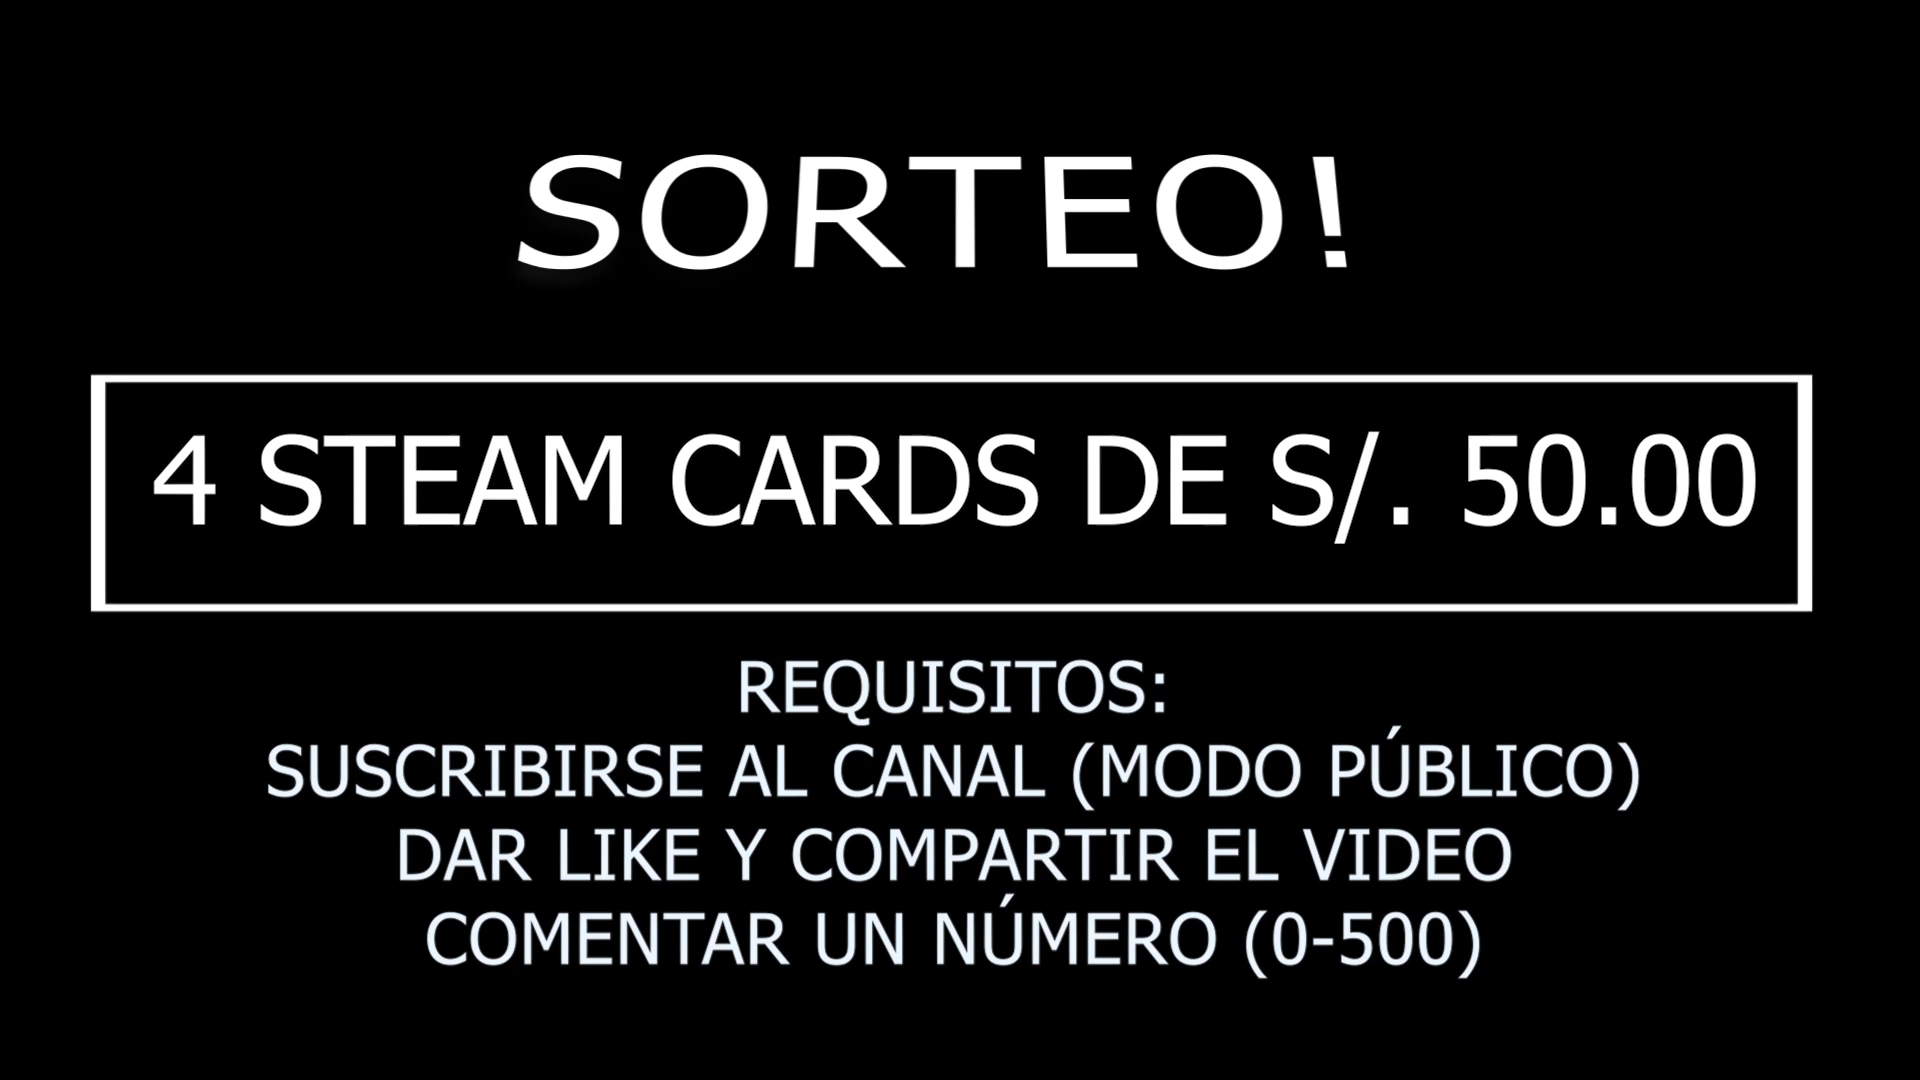 SORTEO!
4 STEAM CARDS DE S/. 50.00
REQUISITOS:
SUSCRIBIRSE AL CANAL (MODO PÚBLICO)
DAR LIKE Y COMPARTIR EL VIDEO
COMENTAR UN NÚMERO (0-500)